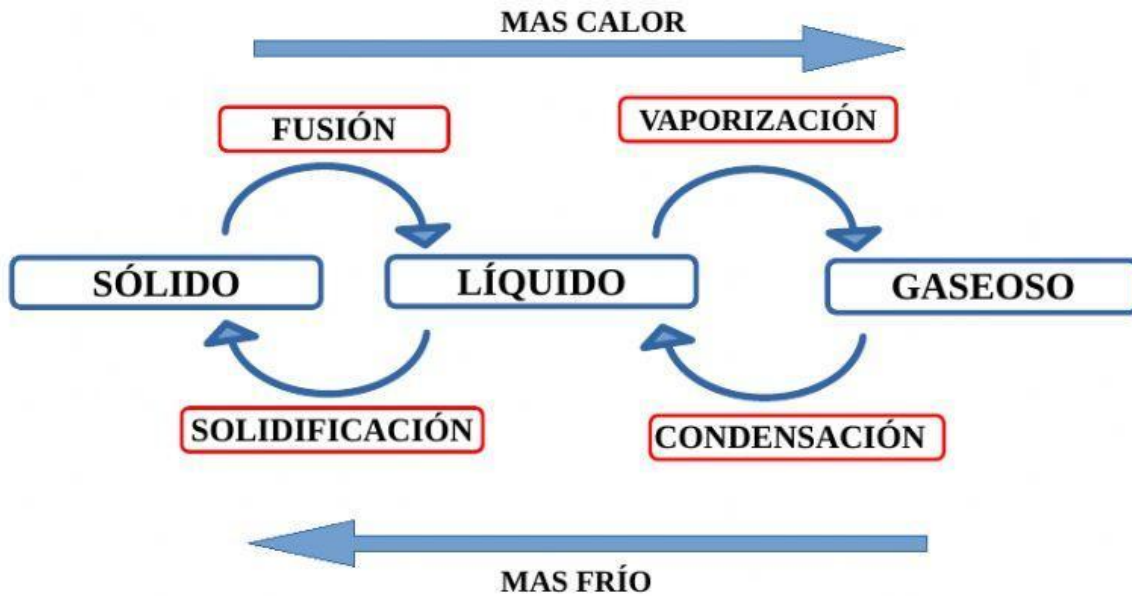 MAS CALOR
FUSIÓN
VAPORIZACIÓN
SÓLIDO
LÍQUIDO
GASEOSO
SOLIDIFICACIÓN
CONDENSACIÓN
MAS FRÍO